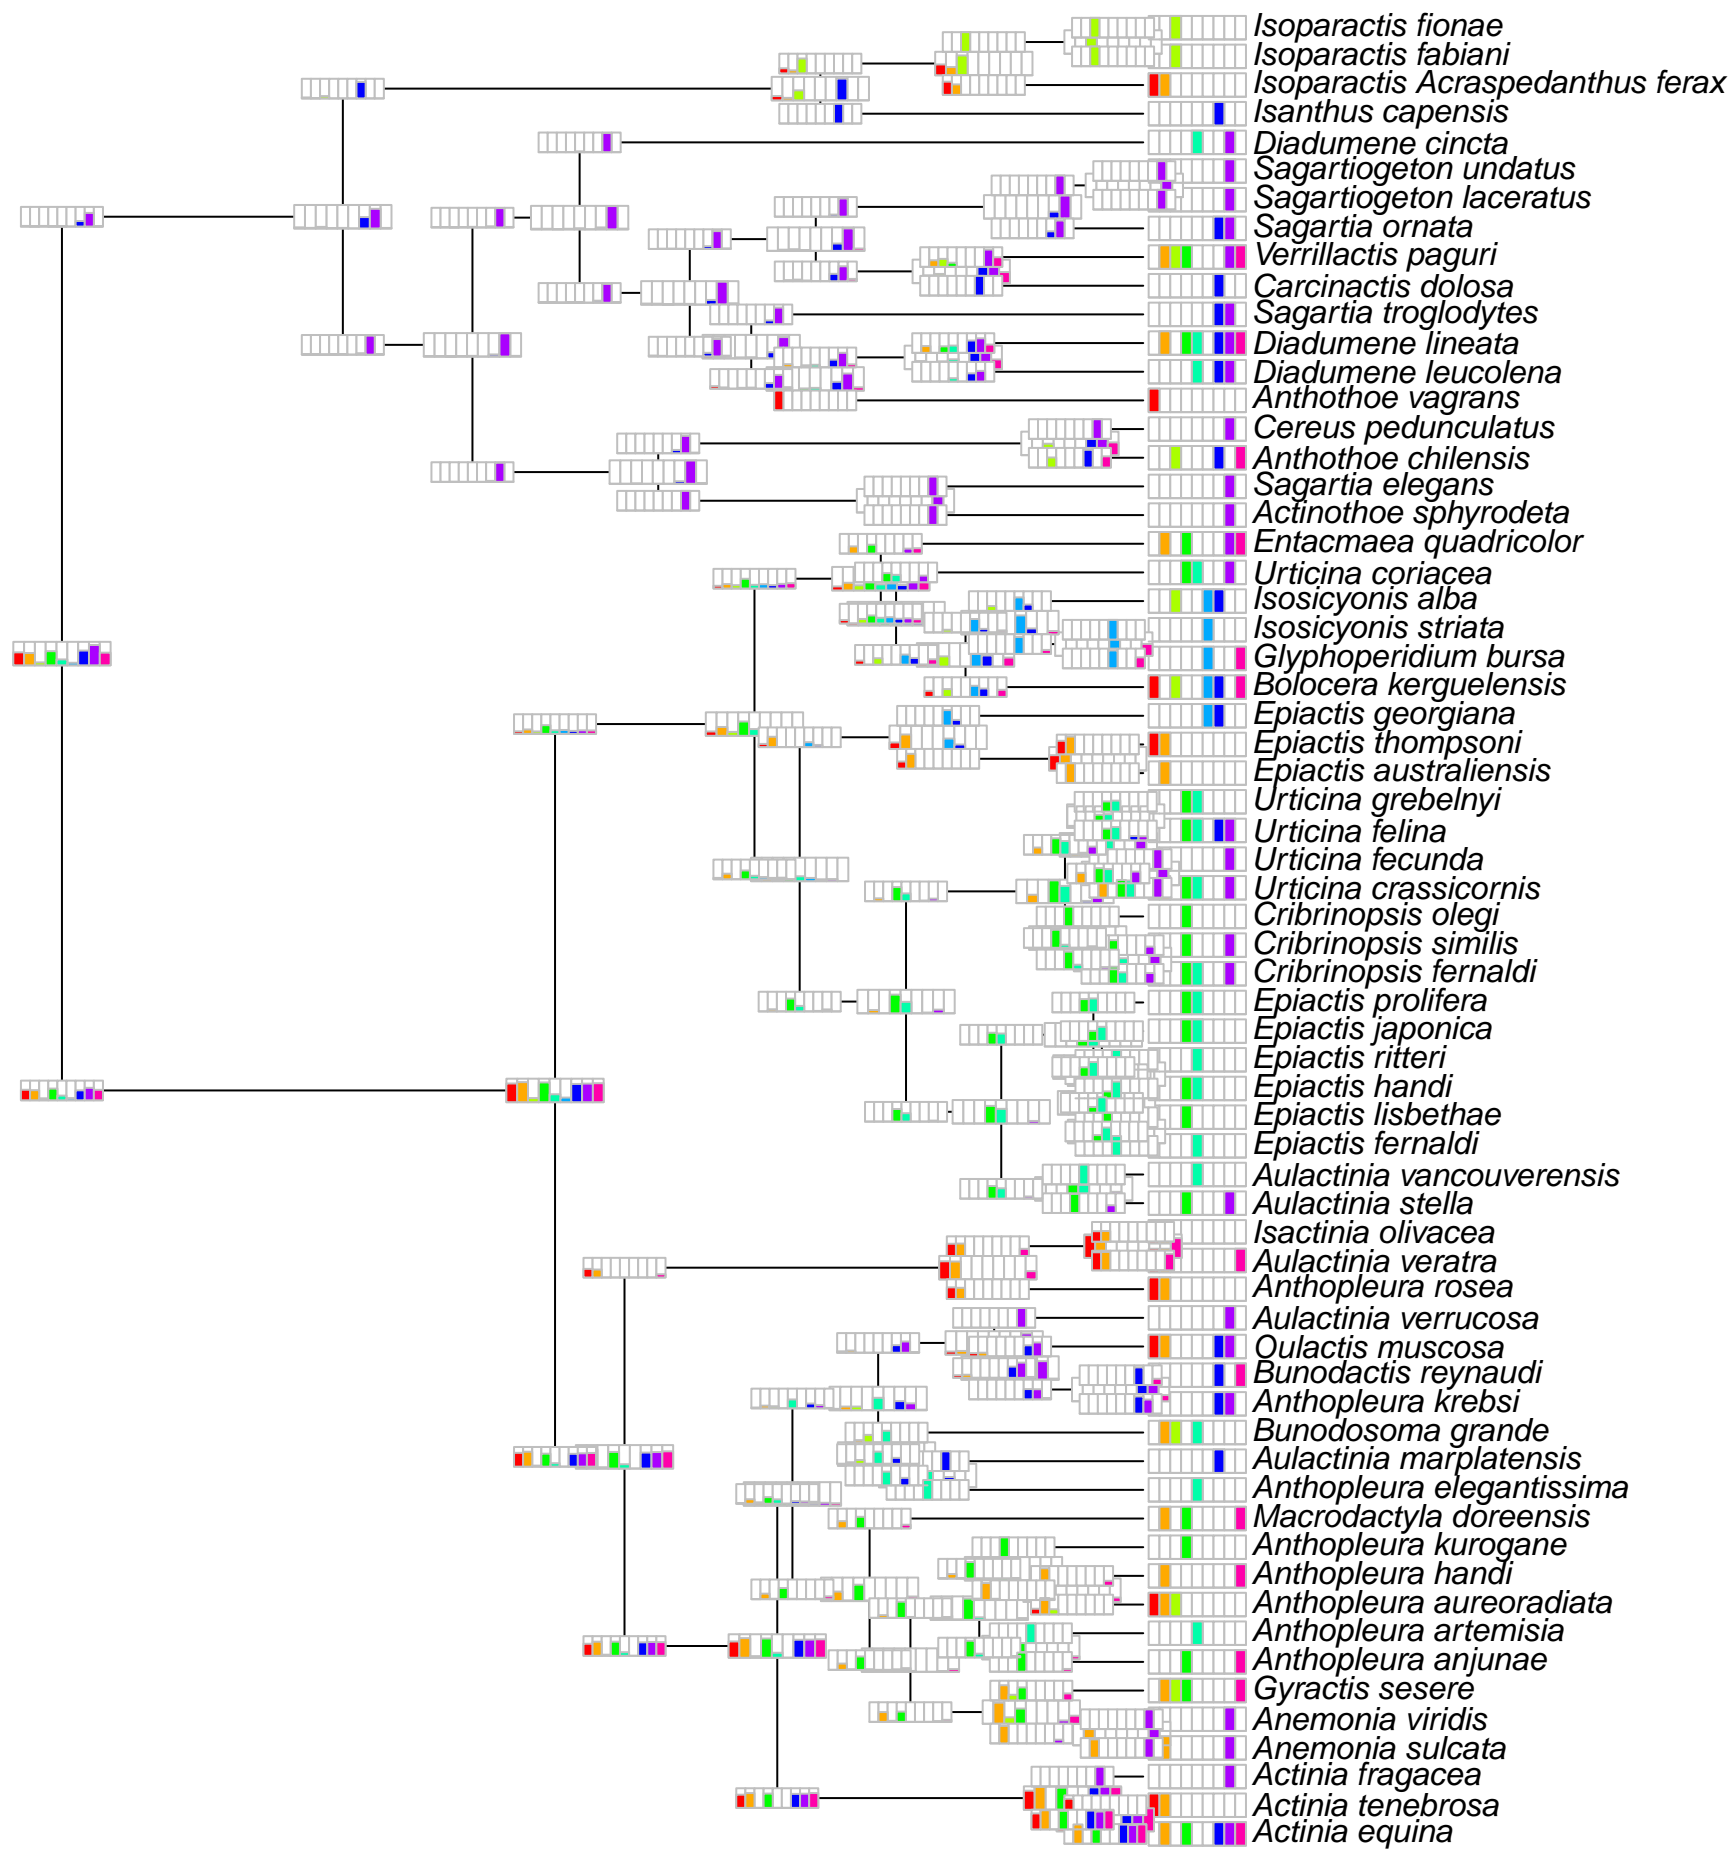 Isoparactis fionae
Isoparactis fabiani
Isoparactis Acraspedanthus ferax
Isanthus capensis
Diadumene cincta
Sagartiogeton undatus
Sagartiogeton laceratus
Sagartia ornata
Verrillactis paguri
Carcinactis dolosa
Sagartia troglodytes
Diadumene lineata
Diadumene leucolena
Anthothoe vagrans
Cereus pedunculatus
Anthothoe chilensis
Sagartia elegans
Actinothoe sphyrodeta
Entacmaea quadricolor
Urticina coriacea
Isosicyonis alba
Isosicyonis striata
Glyphoperidium bursa
Bolocera kerguelensis
Epiactis georgiana
Epiactis thompsoni
Epiactis australiensis
Urticina grebelnyi
Urticina felina
Urticina fecunda
Urticina crassicornis
Cribrinopsis olegi
Cribrinopsis similis
Cribrinopsis fernaldi
Epiactis prolifera
Epiactis japonica
Epiactis ritteri
Epiactis handi
Epiactis lisbethae
Epiactis fernaldi
Aulactinia vancouverensis
Aulactinia stella
Isactinia olivacea
Aulactinia veratra
Anthopleura rosea
Aulactinia verrucosa
Oulactis muscosa
Bunodactis reynaudi
Anthopleura krebsi
Bunodosoma grande
Aulactinia marplatensis
Anthopleura elegantissima
Macrodactyla doreensis
Anthopleura kurogane
Anthopleura handi
Anthopleura aureoradiata
Anthopleura artemisia
Anthopleura anjunae
Gyractis sesere
Anemonia viridis
Anemonia sulcata
Actinia fragacea
Actinia tenebrosa
Actinia equina